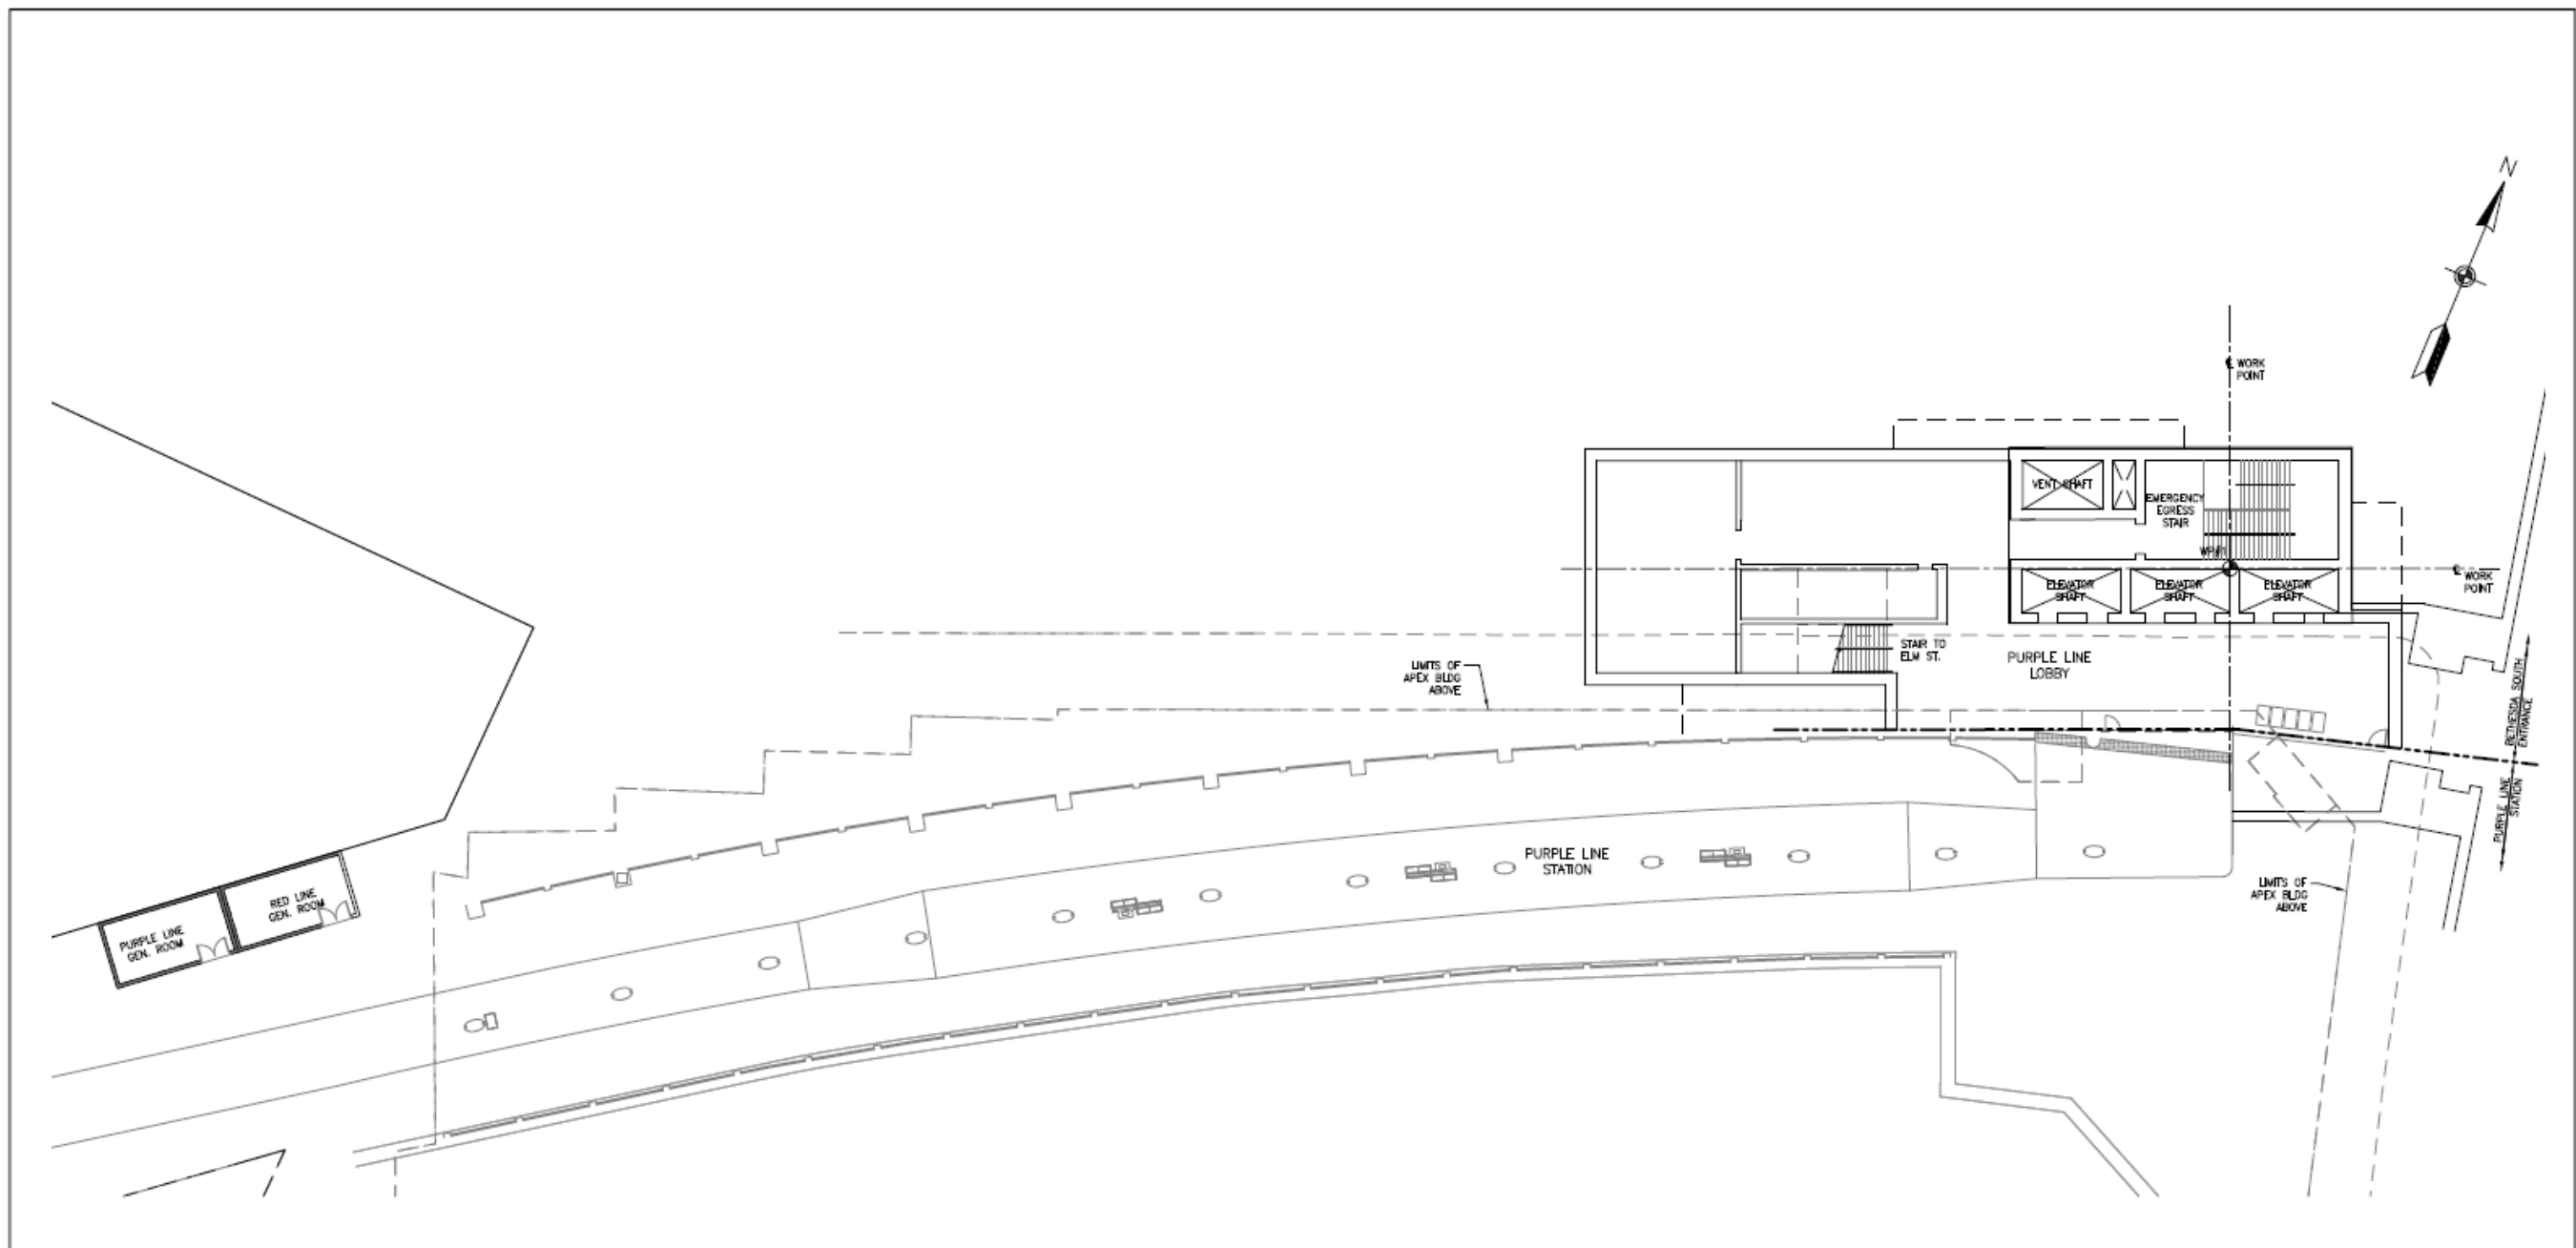 N
℄ WORK
POINT
VENT SHAFT
EMERGENCY
EGRESS
STAIR
WP#1
℄ WORK
POINT
ELEVATOR
SHAFT
ELEVATOR
SHAFT
ELEVATOR
SHAFT
STAIR TO
ELM ST.
PURPLE LINE
LOBBY
LIMITS OF
APEX BLDG
ABOVE
BETHESDA SOUTH
ENTRANCE
PURPLE LINE
STATION
PURPLE LINE
STATION
LIMITS OF
APEX BLDG
ABOVE
RED LINE
GEN. ROOM
PURPLE LINE
GEN. ROOM